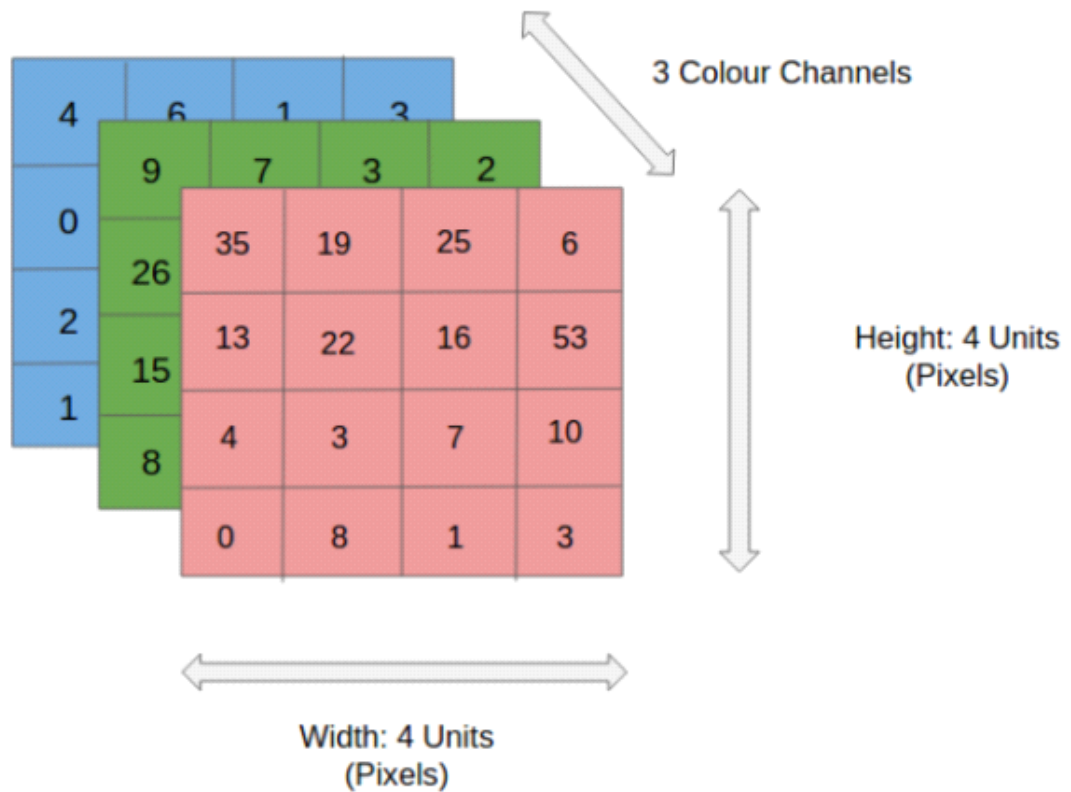 3 Colour Channels
4 6 1 3
9 7 3 2
35 19 25 6
0
26
13 22 16 53
Height: 4 Units
(Pixels)
2
15
4 3 7 10
1
8
0 8 1 3
Width: 4 Units
(Pixels)